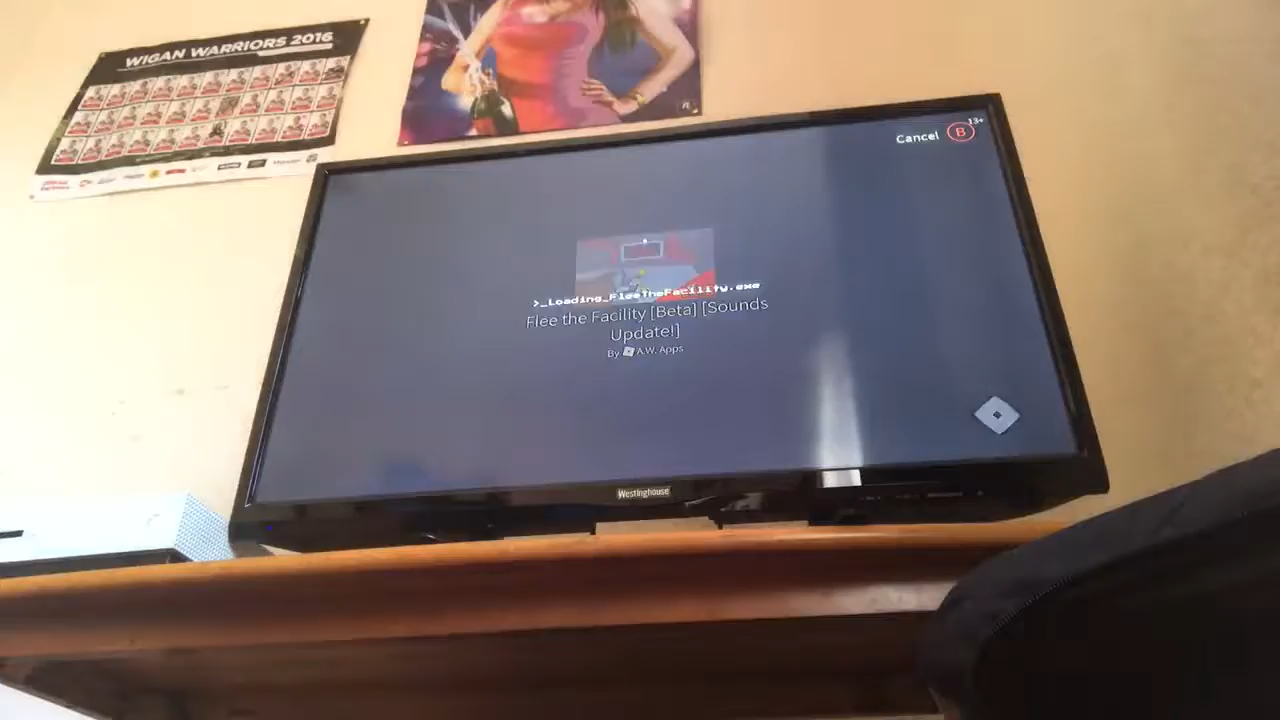 WIGAN WARRIORS 2016
Cancel B
13+
>_Loading_FleeTheFacility.exe
Flee the Facility [Beta] [Sounds
Update!]
By A.W. Apps
Westinghouse